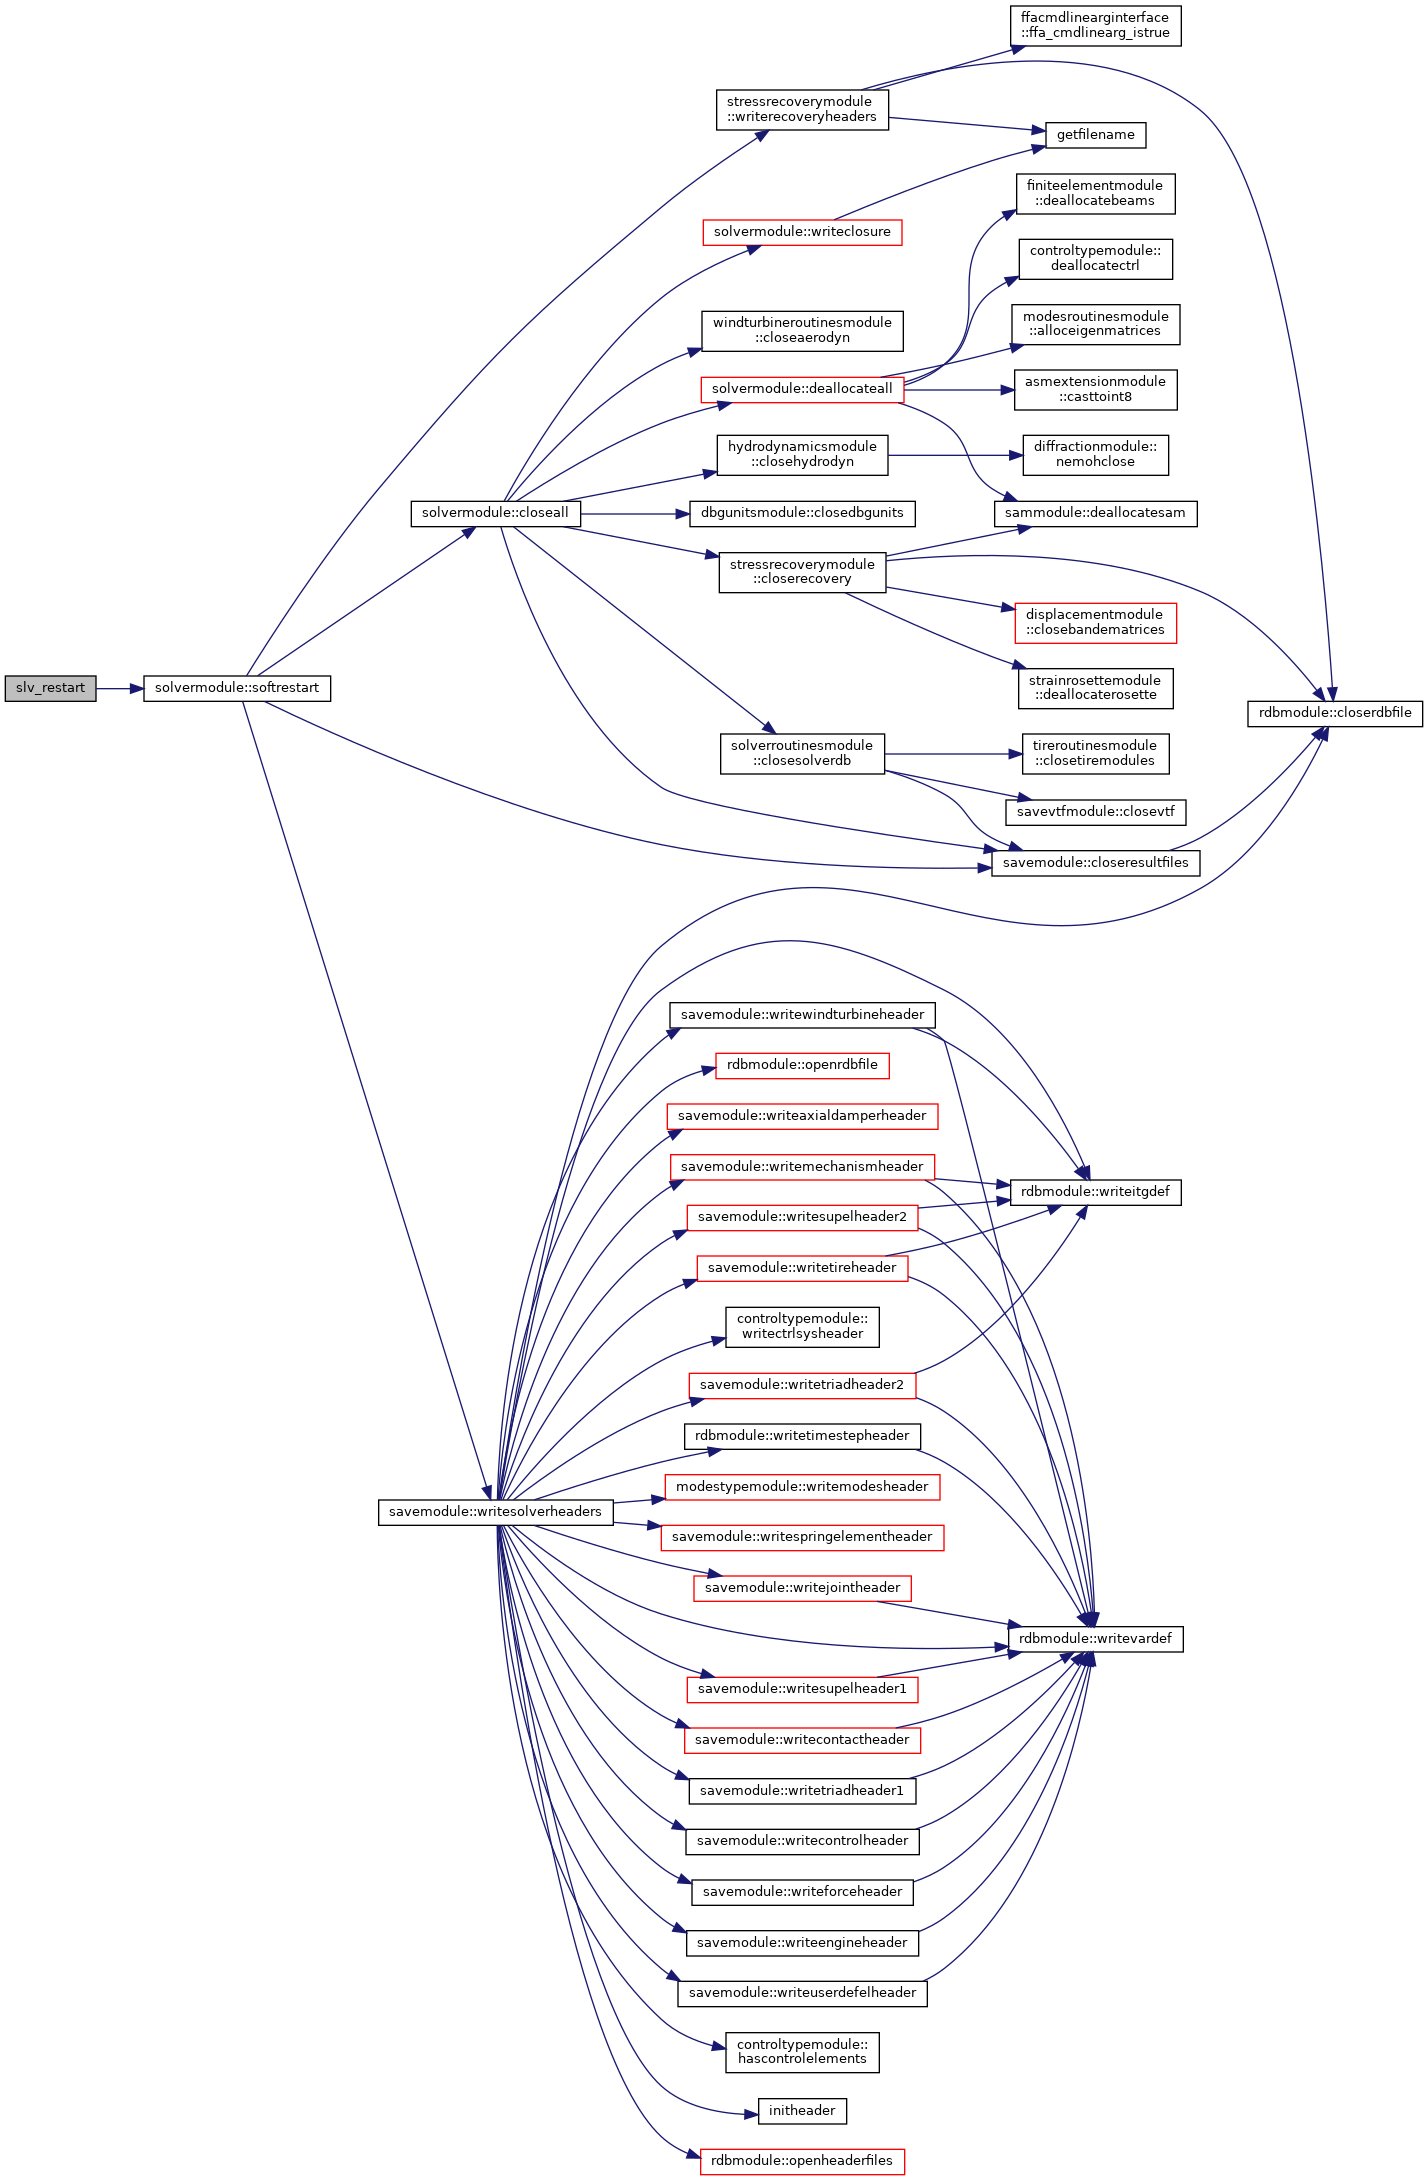 ffacmdlinearginterface
::ffa_cmdlinearg_istrue
stressrecoverymodule
::writerecoveryheaders
getfilename
finiteelementmodule
::deallocatebeams
solvermodule::writeclosure
controltypemodule::
deallocatectrl
windturbineroutinesmodule
::closeaerodyn
modesroutinesmodule
::alloceigenmatrices
solvermodule::deallocateall
asmextensionmodule
::casttoint8
hydrodynamicsmodule
::closehydrodyn
diffractionmodule::
nemohclose
solvermodule::closeall
dbgunitsmodule::closedbgunits
sammodule::deallocatesam
stressrecoverymodule
::closerecovery
displacementmodule
::closebandematrices
slv_restart
solvermodule::softrestart
strainrosettemodule
::deallocaterosette
rdbmodule::closerdbfile
solverroutinesmodule
::closesolverdb
tireroutinesmodule
::closetiremodules
savevtfmodule::closevtf
savemodule::closeresultfiles
savemodule::writewindturbineheader
rdbmodule::openrdbfile
savemodule::writeaxialdamperheader
savemodule::writemechanismheader
rdbmodule::writeitgdef
savemodule::writesupelheader2
savemodule::writetireheader
controltypemodule::
writectrlsysheader
savemodule::writetriadheader2
rdbmodule::writetimestepheader
modestypemodule::writemodesheader
savemodule::writesolverheaders
savemodule::writespringelementheader
savemodule::writejointheader
rdbmodule::writevardef
savemodule::writesupelheader1
savemodule::writecontactheader
savemodule::writetriadheader1
savemodule::writecontrolheader
savemodule::writeforceheader
savemodule::writeengineheader
savemodule::writeuserdefelheader
controltypemodule::
hascontrolelements
initheader
rdbmodule::openheaderfiles